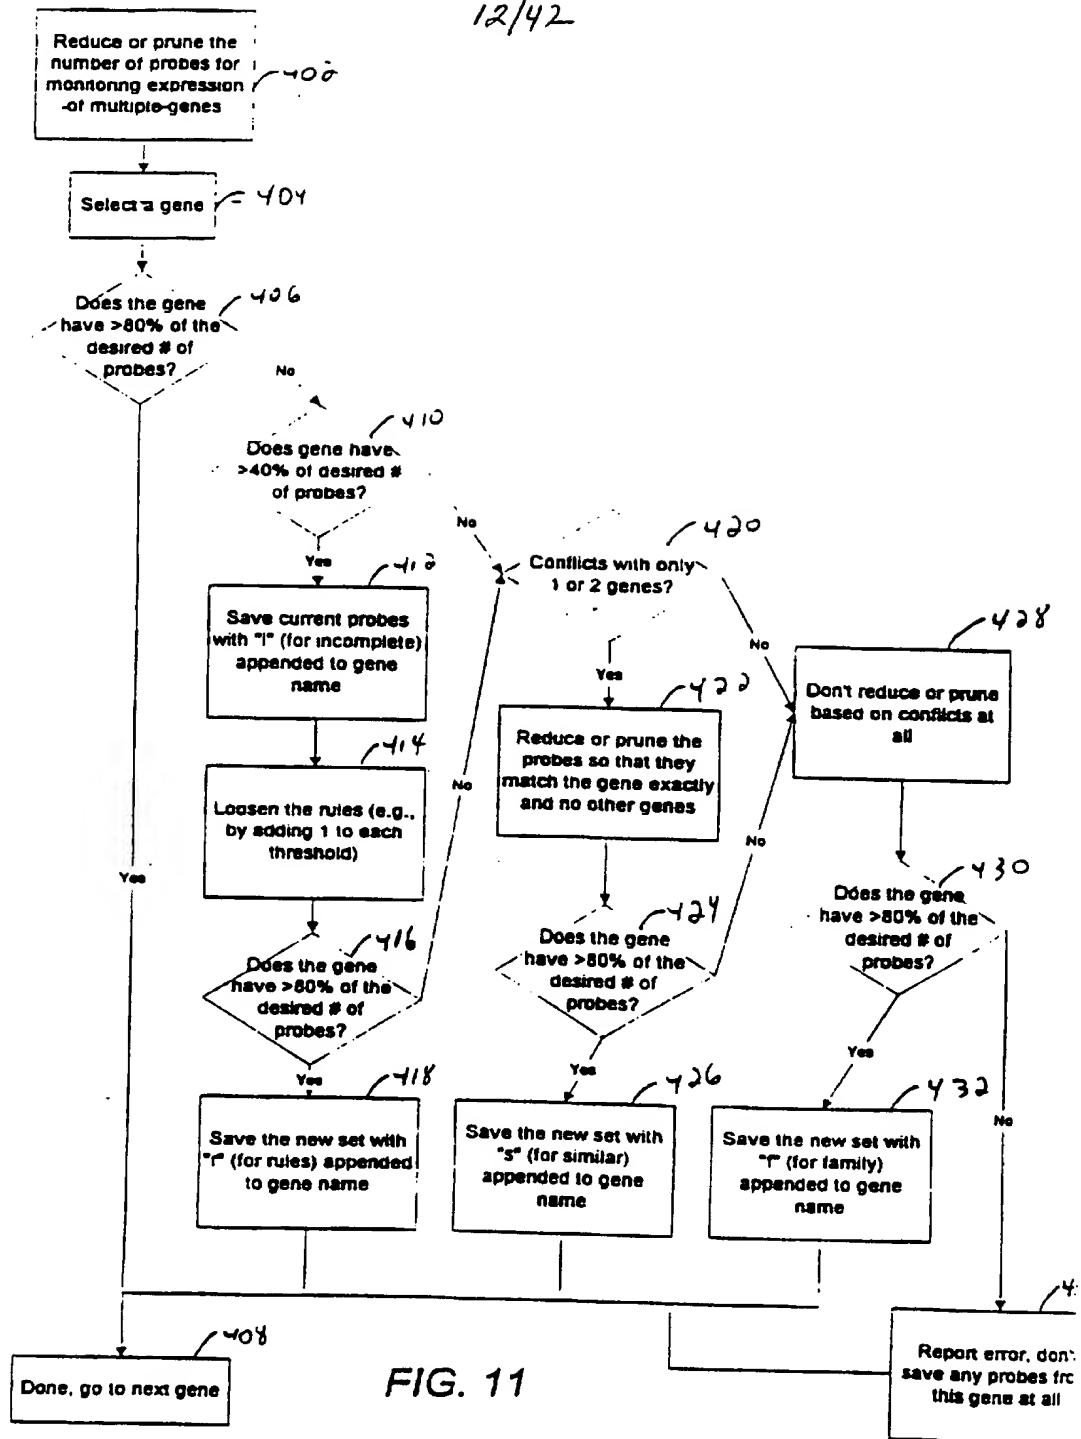 12/42
Reduce or prune the
number of probes for
monitoring expression
of multiple genes
402
Select a gene
404
406
Does the gene
have >80% of the
desired # of
probes?
No
410
Does gene have
>40% of desired #
of probes?
No
420
Conflicts with only
1 or 2 genes?
Yes
412
Save current probes
with "I" (for incomplete)
appended to gene
name
No
428
Don't reduce or prune
based on conflicts at
all
Yes
422
Reduce or prune the
probes so that they
match the gene exactly
and no other genes
414
Loosen the rules (e.g.,
by adding 1 to each
threshold)
No
No
Yes
430
Does the gene
have >80% of the
desired # of
probes?
424
Does the gene
have >80% of the
desired # of
probes?
416
Does the gene
have >80% of the
desired # of
probes?
Yes
Yes
Yes
No
418
Save the new set with
"r" (for rules) appended
to gene name
426
Save the new set with
"s" (for similar)
appended to gene
name
432
Save the new set with
"f" (for family)
appended to gene
name
408
Done, go to next gene
FIG. 11
Report error, don't
save any probes
this gene at all